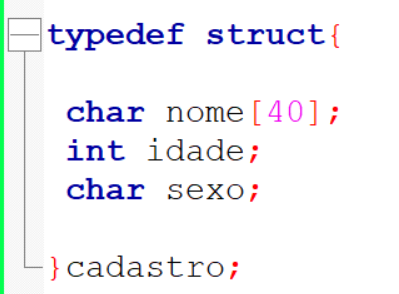 typedef struct{
char nome[40];
int idade;
char sexo;
}cadastro;